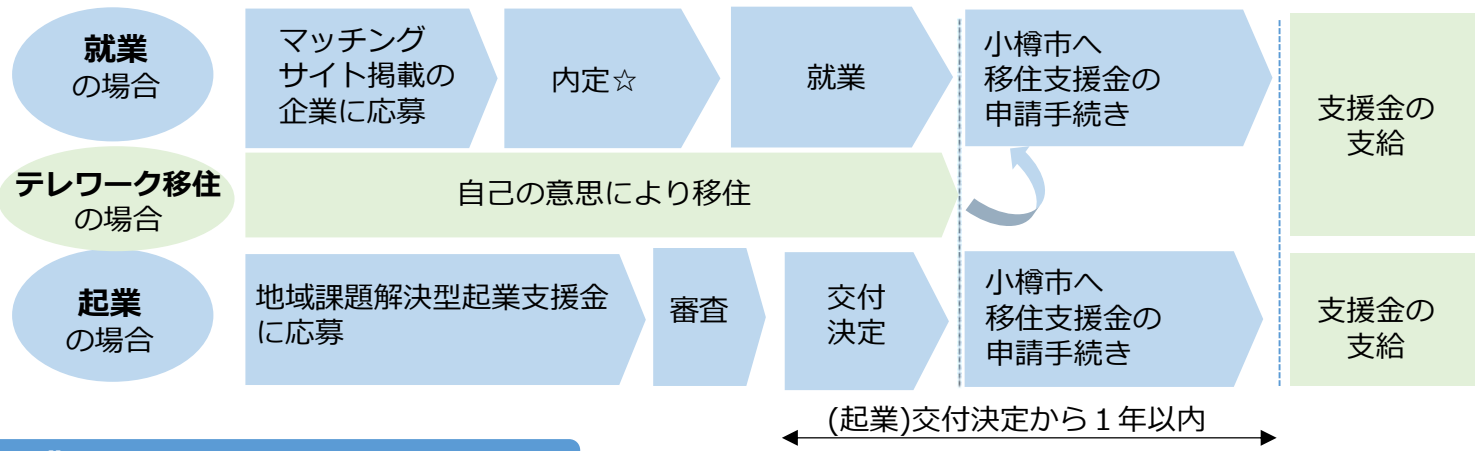 就業
の場合
マッチング
サイト掲載の
企業に応募
内定☆
就業
小樽市へ
移住支援金の
申請手続き
支援金の
支給
テレワーク移住
の場合
自己の意思により移住
起業
の場合
地域課題解決型起業支援金
に応募
審査
交付
決定
小樽市へ
移住支援金の
申請手続き
支援金の
支給
(起業)交付決定から１年以内